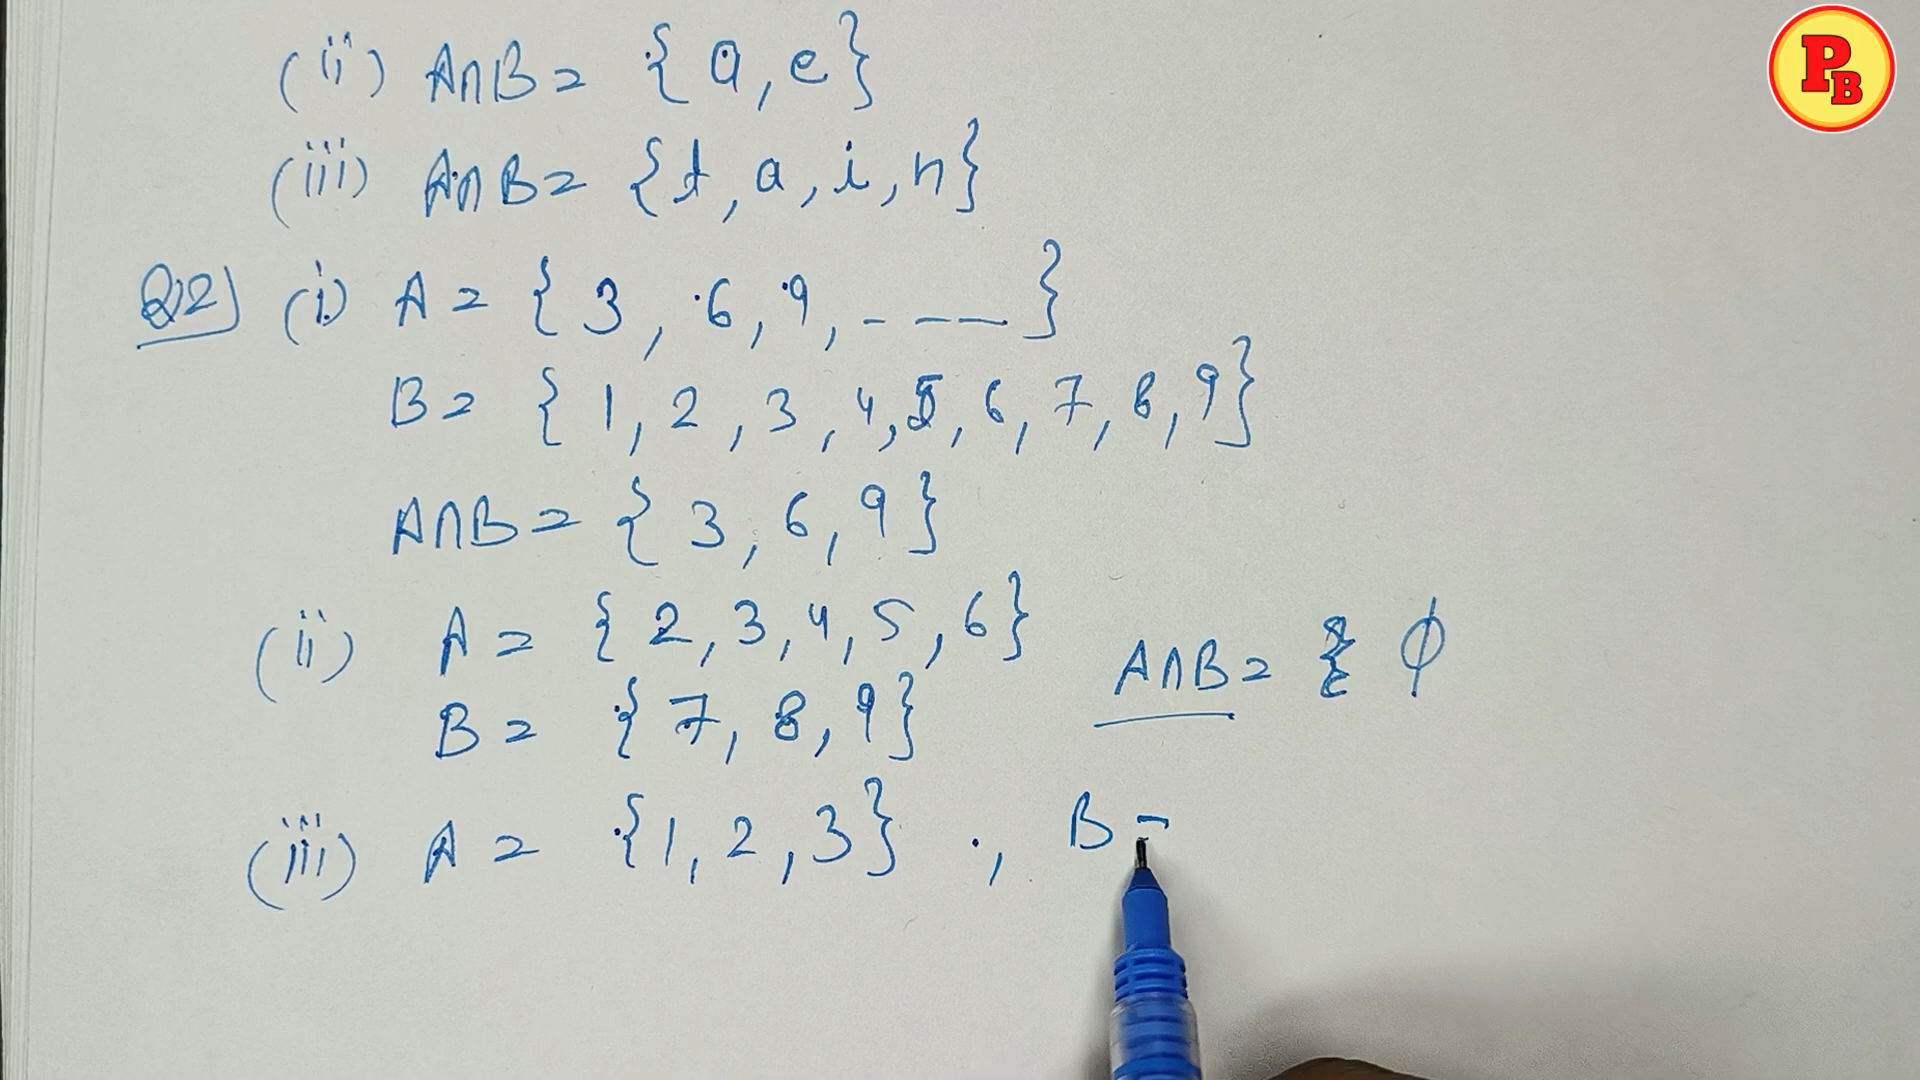 (ii) A∩B = {a, e}
(iii) A∩B = {t, a, i, n}
Q2) (i) A = {3, 6, 9, - - - }
B = {1, 2, 3, 4, 5, 6, 7, 8, 9}
A∩B = {3, 6, 9}
(ii) A = {2, 3, 4, 5, 6}
B = {7, 8, 9}
A∩B = ϕ
(iii) A = {1, 2, 3} , B =
PB